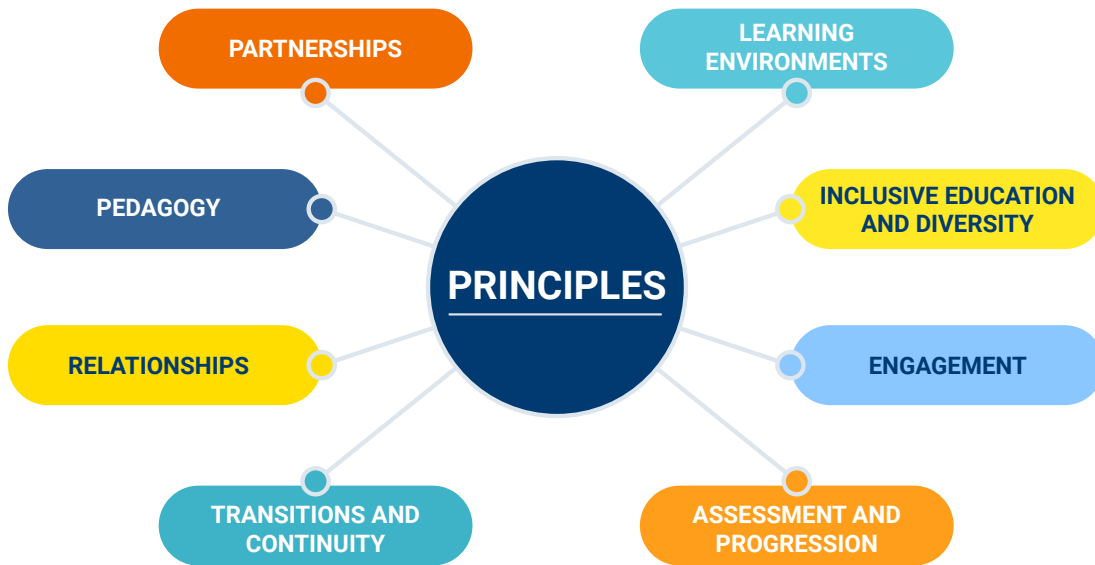 PARTNERSHIPS
LEARNING
ENVIRONMENTS
PEDAGOGY
INCLUSIVE EDUCATION
AND DIVERSITY
PRINCIPLES
RELATIONSHIPS
ENGAGEMENT
TRANSITIONS AND
CONTINUITY
ASSESSMENT AND
PROGRESSION